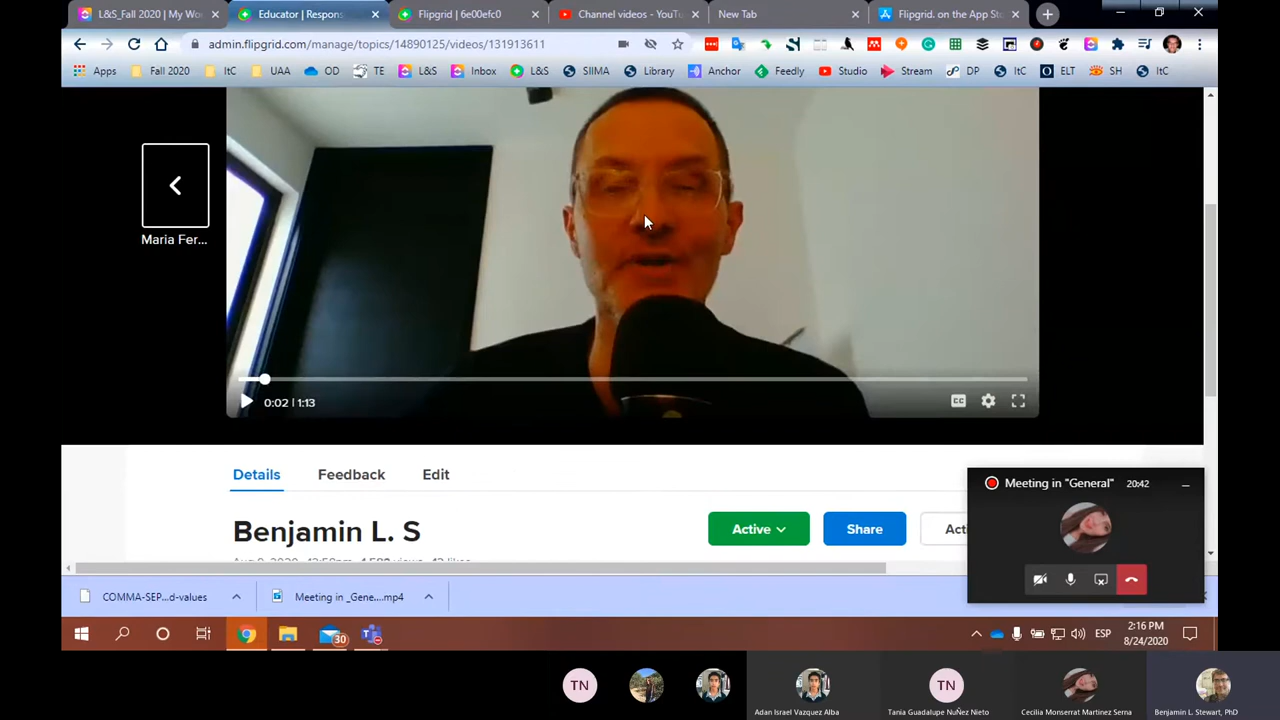 L&S_Fall 2020 | My Wo
Educator | Respons
Flipgrid | 6e00efc0
Channel videos - YouTu
New Tab
Flipgrid. on the App Sto
admin.flipgrid.com/manage/topics/14890125/videos/131913611
Apps
Fall 2020
ItC
UAA
OD
TE
L&S
Inbox
L&S
SIIMA
Library
Anchor
Feedly
Studio
Stream
DP
ItC
ELT
SH
ItC
Maria Fer...
0:02 | 1:13
CC
Details
Feedback
Edit
Benjamin L. S
Active
Share
Acti
Meeting in "General"
20:42
COMMA-SEP...d-values
Meeting in _Gene....mp4
30
ESP
2:16 PM
8/24/2020
TN
TN
Adan Israel Vazquez Alba
Tania Guadalupe NuÑez Nieto
Cecilia Monserrat Martinez Serna
Benjamin L. Stewart, PhD